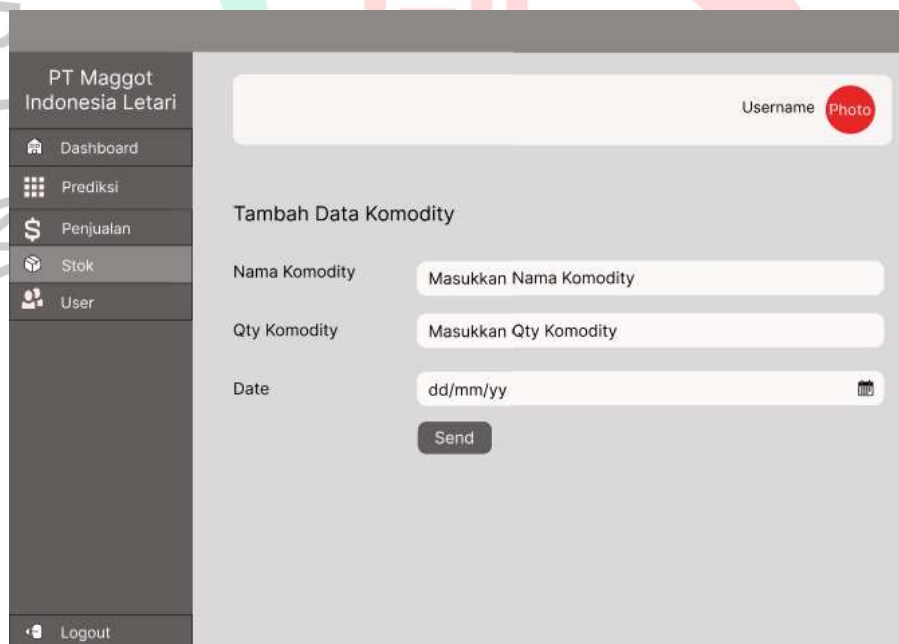 PT Maggot
Indonesia Letari
Dashboard
Prediksi
Penjualan
Stok
User
Logout
Username
Photo
Tambah Data Komodity
Nama Komodity
Masukkan Nama Komodity
Qty Komodity
Masukkan Qty Komodity
Date
dd/mm/yy
Send